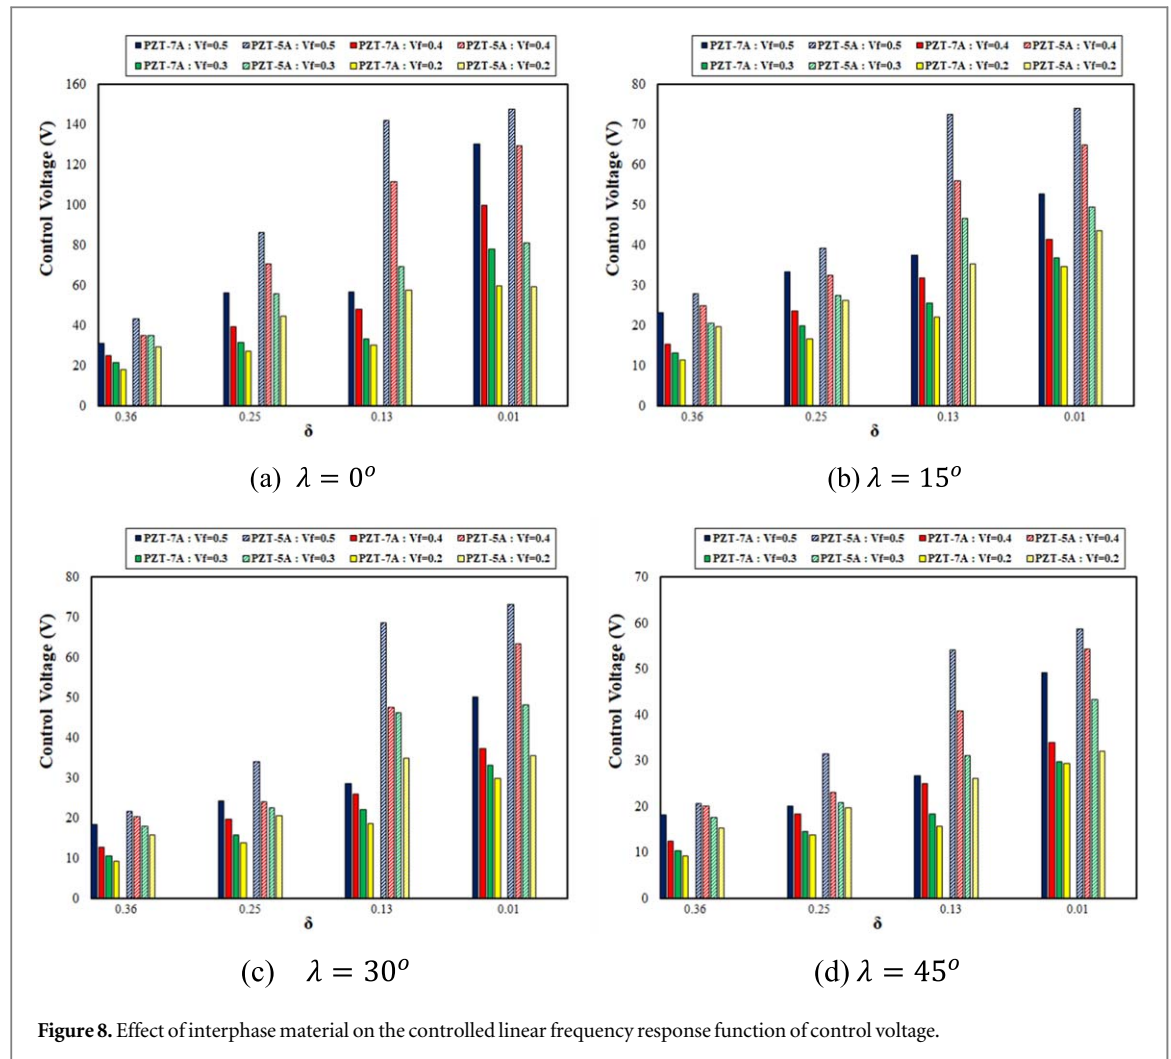 PZT-7A : Vf=0.5 PZT-5A : Vf=0.5 PZT-7A : Vf=0.4 PZT-5A : Vf=0.4
PZT-7A : Vf=0.3 PZT-5A : Vf=0.3 PZT-7A : Vf=0.2 PZT-5A : Vf=0.2
Control Voltage (V)
160
140
120
100
80
60
40
20
0
0.36 0.25 0.13 0.01
δ
(a) λ = 0°
PZT-7A : Vf=0.5 PZT-5A : Vf=0.5 PZT-7A : Vf=0.4 PZT-5A : Vf=0.4
PZT-7A : Vf=0.3 PZT-5A : Vf=0.3 PZT-7A : Vf=0.2 PZT-5A : Vf=0.2
Control Voltage (V)
80
70
60
50
40
30
20
10
0
0.36 0.25 0.13 0.01
δ
(b) λ = 15°
PZT-7A : Vf=0.5 PZT-5A : Vf=0.5 PZT-7A : Vf=0.4 PZT-5A : Vf=0.4
PZT-7A : Vf=0.3 PZT-5A : Vf=0.3 PZT-7A : Vf=0.2 PZT-5A : Vf=0.2
Control Voltage (V)
80
70
60
50
40
30
20
10
0
0.36 0.25 0.13 0.01
δ
(c) λ = 30°
PZT-7A : Vf=0.5 PZT-5A : Vf=0.5 PZT-7A : Vf=0.4 PZT-5A : Vf=0.4
PZT-7A : Vf=0.3 PZT-5A : Vf=0.3 PZT-7A : Vf=0.2 PZT-5A : Vf=0.2
Control Voltage (V)
70
60
50
40
30
20
10
0
0.36 0.25 0.13 0.01
δ
(d) λ = 45°
Figure 8. Effect of interphase material on the controlled linear frequency response function of control voltage.